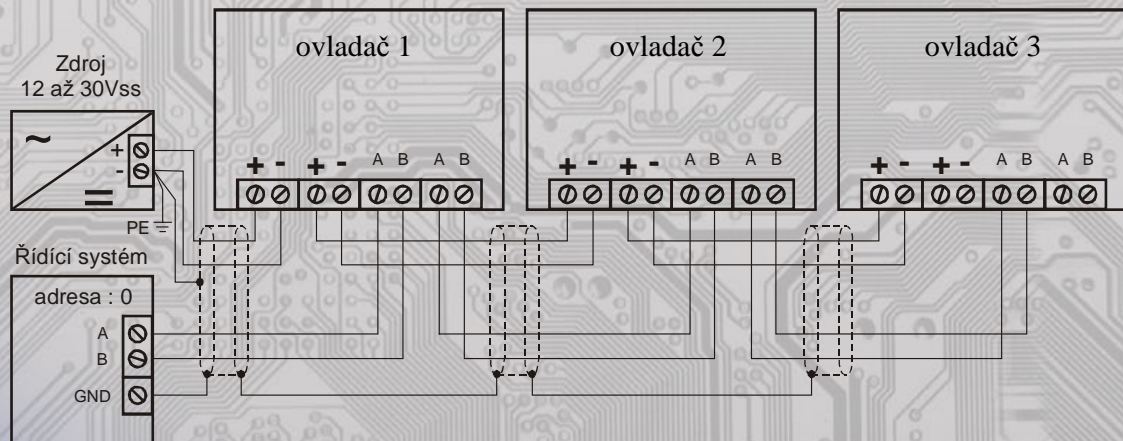 ovladač 1
ovladač 2
ovladač 3
Zdroj
12 až 30Vss
~
+
-
=
PE
+ - + - A B A B
+ - + - A B A B
+ - + - A B A B
Řídící systém
adresa : 0
A
B
GND